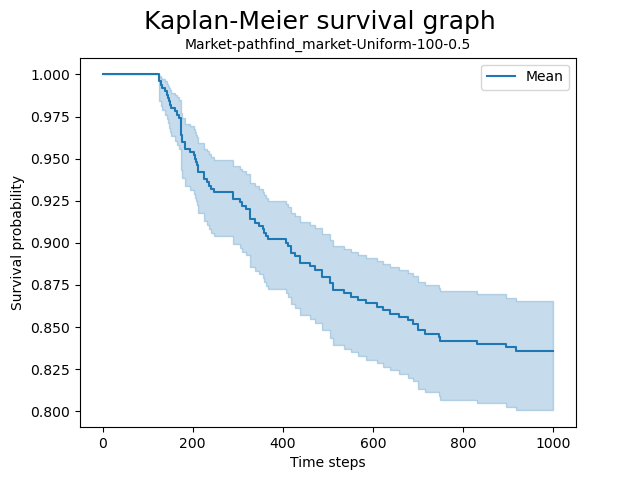 Kaplan-Meier survival graph
Market-pathfind_market-Uniform-100-0.5
Mean
1.000
0.975
0.950
0.925
0.900
0.875
0.850
0.825
0.800
Survival probability
0 200 400 600 800 1000
Time steps